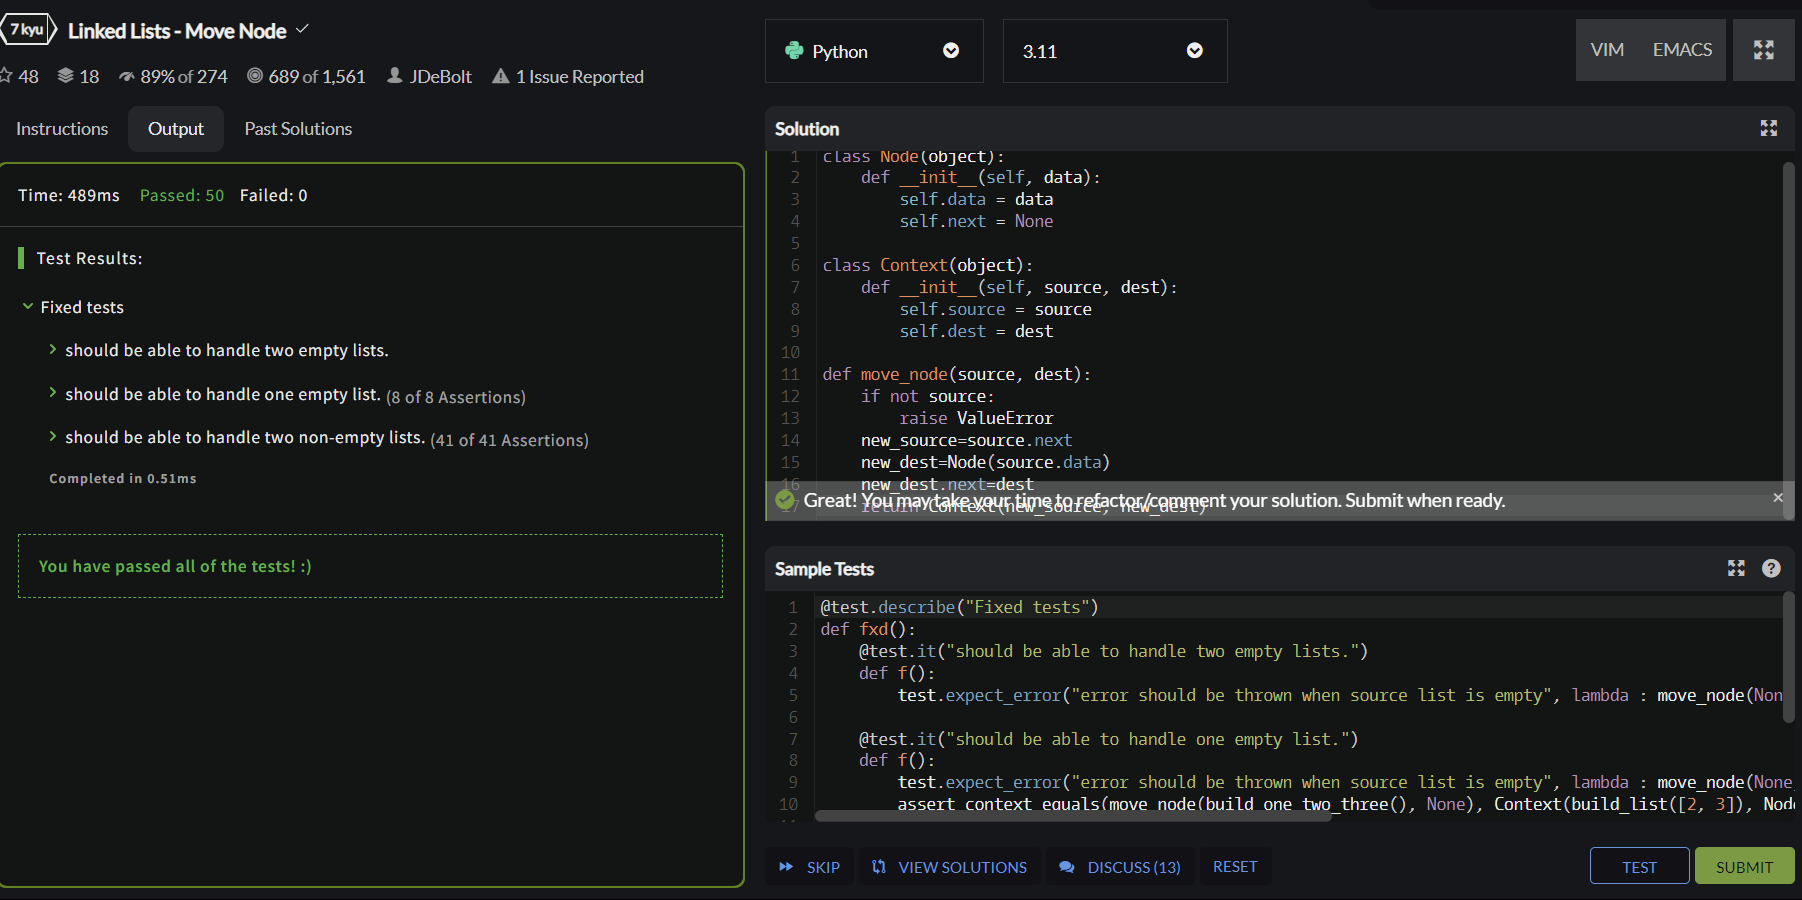 7 kyu Linked Lists - Move Node
48 18 89% of 274 689 of 1,561 JDeBolt 1 Issue Reported
Instructions Output Past Solutions
Time: 489ms Passed: 50 Failed: 0
Test Results:
Fixed tests
should be able to handle two empty lists.
should be able to handle one empty list. (8 of 8 Assertions)
should be able to handle two non-empty lists. (41 of 41 Assertions)
Completed in 0.51ms
You have passed all of the tests! :)
Python 3.11 VIM EMACS
Solution
1 class Node(object):
2     def __init__(self, data):
3         self.data = data
4         self.next = None
5
6 class Context(object):
7     def __init__(self, source, dest):
8         self.source = source
9         self.dest = dest
10
11 def move_node(source, dest):
12     if not source:
13         raise ValueError
14     new_source=source.next
15     new_dest=Node(source.data)
16     new_dest.next=dest
17     return Context(new_source, new_dest)
Great! You may take your time to refactor/comment your solution. Submit when ready.
Sample Tests
1 @test.describe("Fixed tests")
2 def fxd():
3     @test.it("should be able to handle two empty lists.")
4     def f():
5         test.expect_error("error should be thrown when source list is empty", lambda : move_node(Non
6
7     @test.it("should be able to handle one empty list.")
8     def f():
9         test.expect_error("error should be thrown when source list is empty", lambda : move_node(None
10         assert_context_equals(move_node(build_one_two_three(), None), Context(build_list([2, 3]), Nod
SKIP VIEW SOLUTIONS DISCUSS (13) RESET TEST SUBMIT